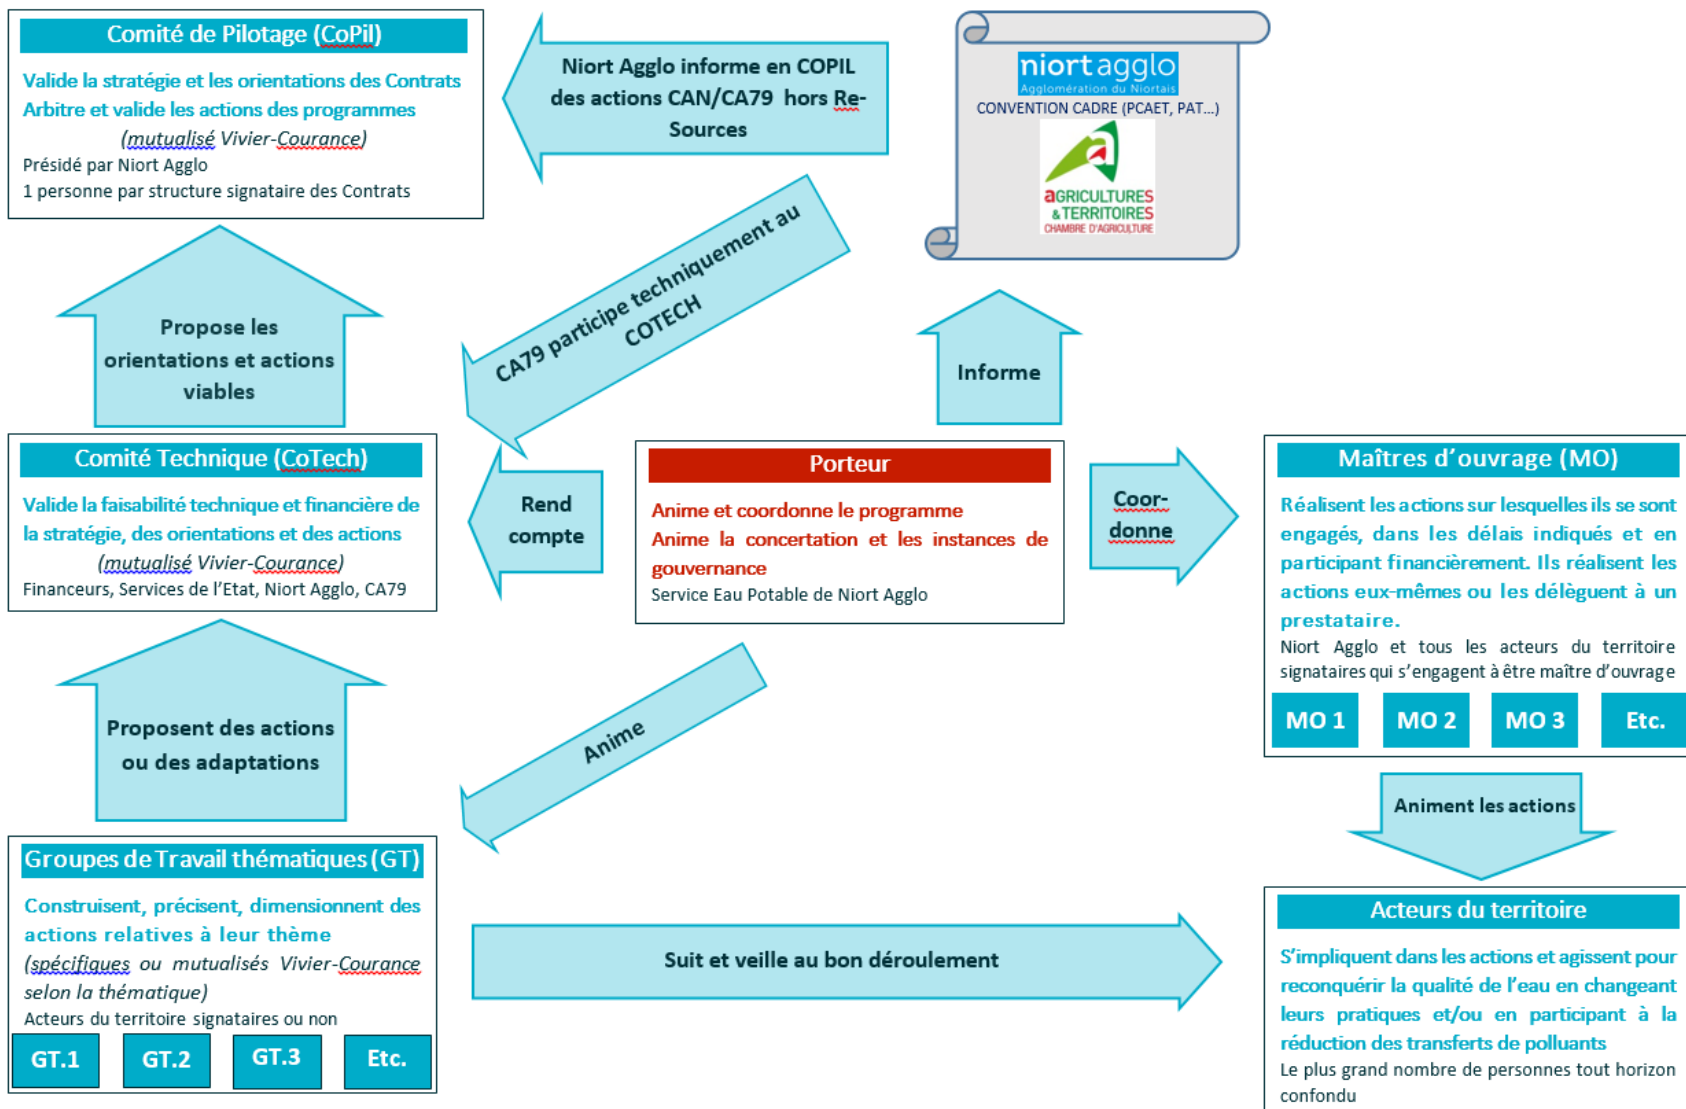 Comité de Pilotage (CoPil)
Valide la stratégie et les orientations des Contrats
Arbitre et valide les actions des programmes
(mutualisé Vivier-Courance)
Présidé par Niort Agglo
1 personne par structure signataire des Contrats
Niort Agglo informe en COPIL
des actions CAN/CA79 hors Re-
Sources
niortagglo
Agglomération du Niortais
CONVENTION CADRE (PCAET, PAT...)
aGRICULTURES
& TERRITOIRES
CHAMBRE D'AGRICULTURE
CA79 participe techniquement au
COTECH
Propose les
orientations et actions
viables
Informe
Comité Technique (CoTech)
Valide la faisabilité technique et financière de
la stratégie, des orientations et des actions
(mutualisé Vivier-Courance)
Financeurs, Services de l'Etat, Niort Agglo, CA79
Rend
compte
Porteur
Anime et coordonne le programme
Anime la concertation et les instances de
gouvernance
Service Eau Potable de Niort Agglo
Coor-
donne
Maîtres d'ouvrage (MO)
Réalisent les actions sur lesquelles ils se sont
engagés, dans les délais indiqués et en
participant financièrement. Ils réalisent les
actions eux-mêmes ou les délèguent à un
prestataire.
Niort Agglo et tous les acteurs du territoire
signataires qui s'engagent à être maître d'ouvrage
MO 1
MO 2
MO 3
Etc.
Proposent des actions
ou des adaptations
Anime
Animent les actions
Groupes de Travail thématiques (GT)
Construisent, précisent, dimensionnent des
actions relatives à leur thème
(spécifiques ou mutualisés Vivier-Courance
selon la thématique)
Acteurs du territoire signataires ou non
GT.1
GT.2
GT.3
Etc.
Suit et veille au bon déroulement
Acteurs du territoire
S'impliquent dans les actions et agissent pour
reconquérir la qualité de l'eau en changeant
leurs pratiques et/ou en participant à la
réduction des transferts de polluants
Le plus grand nombre de personnes tout horizon
confondu